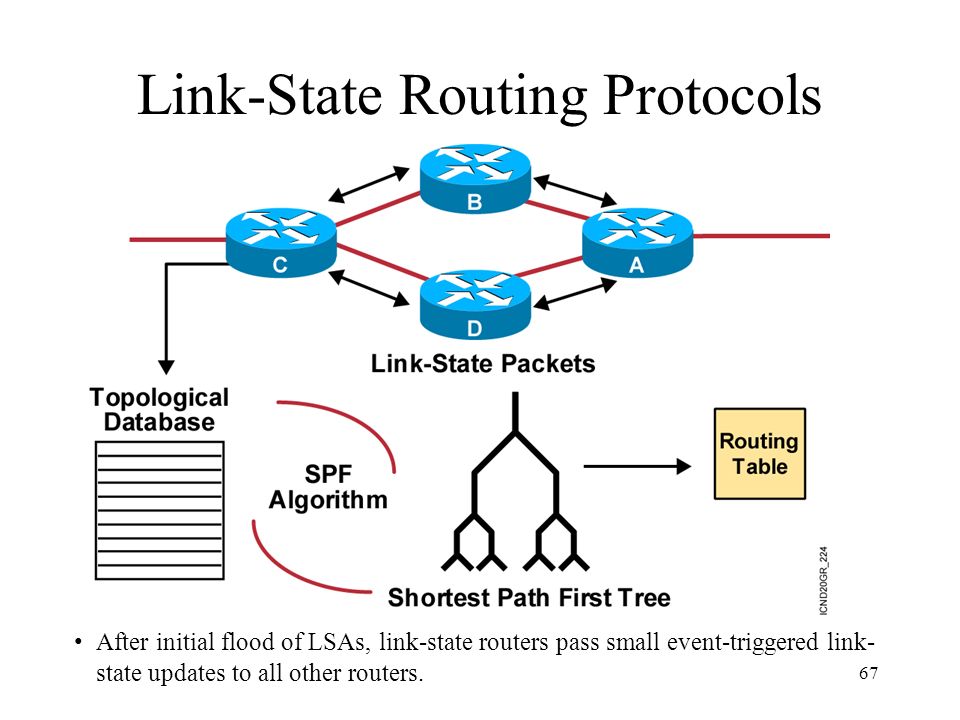 Link-State Routing Protocols
B
C
A
D
Link-State Packets
Topological
Database
SPF
Algorithm
Routing
Table
Shortest Path First Tree
ICND20GR_224
• After initial flood of LSAs, link-state routers pass small event-triggered link-
state updates to all other routers.
67